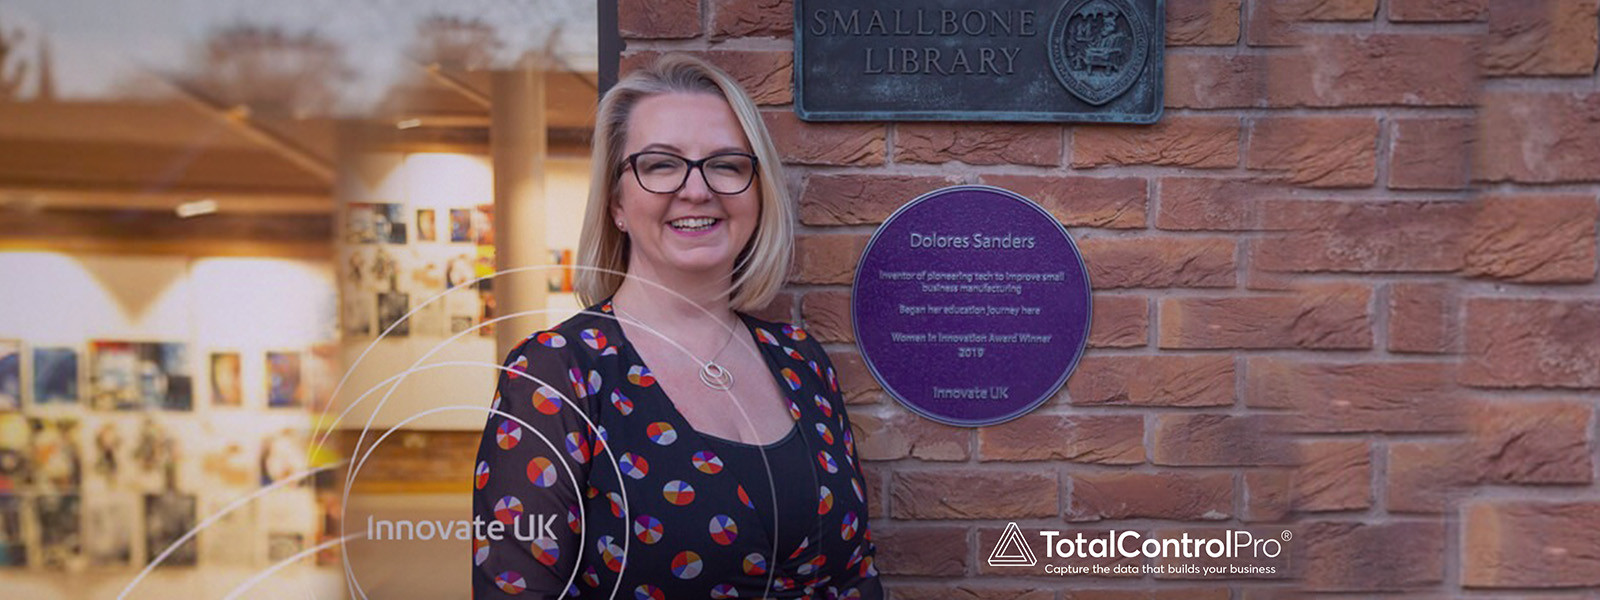 SMALLBONE
LIBRARY
Dolores Sanders
Inventor of pioneering tech to improve small
business manufacturing
Began her education journey here
Women in Innovation Award Winner
2019
Innovate UK
Innovate UK
TotalControlPro®
Capture the data that builds your business